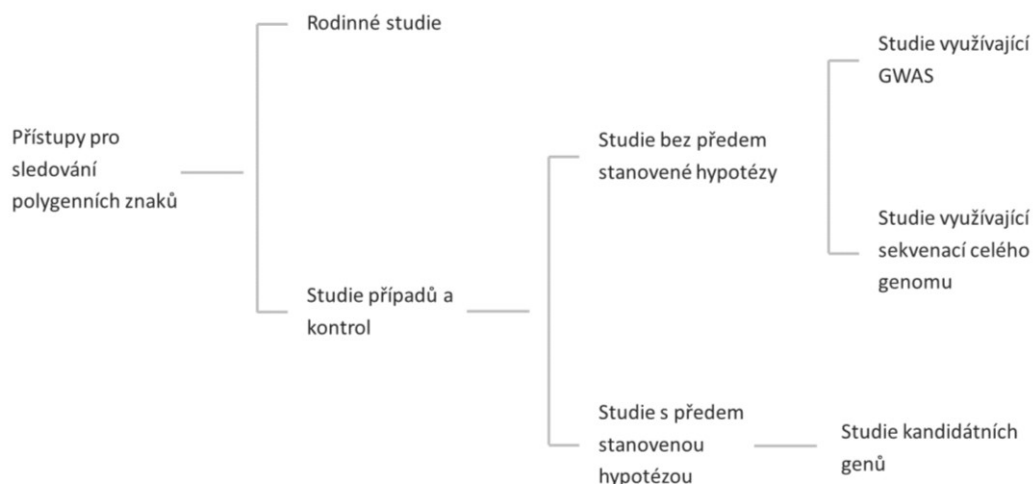 Přístupy pro
sledování
polygenních znaků
Rodinné studie
Studie případů a
kontrol
Studie bez předem
stanovené hypotézy
Studie s předem
stanovenou
hypotézou
Studie využívající
GWAS
Studie využívající
sekvenací celého
genomu
Studie kandidátních
genů